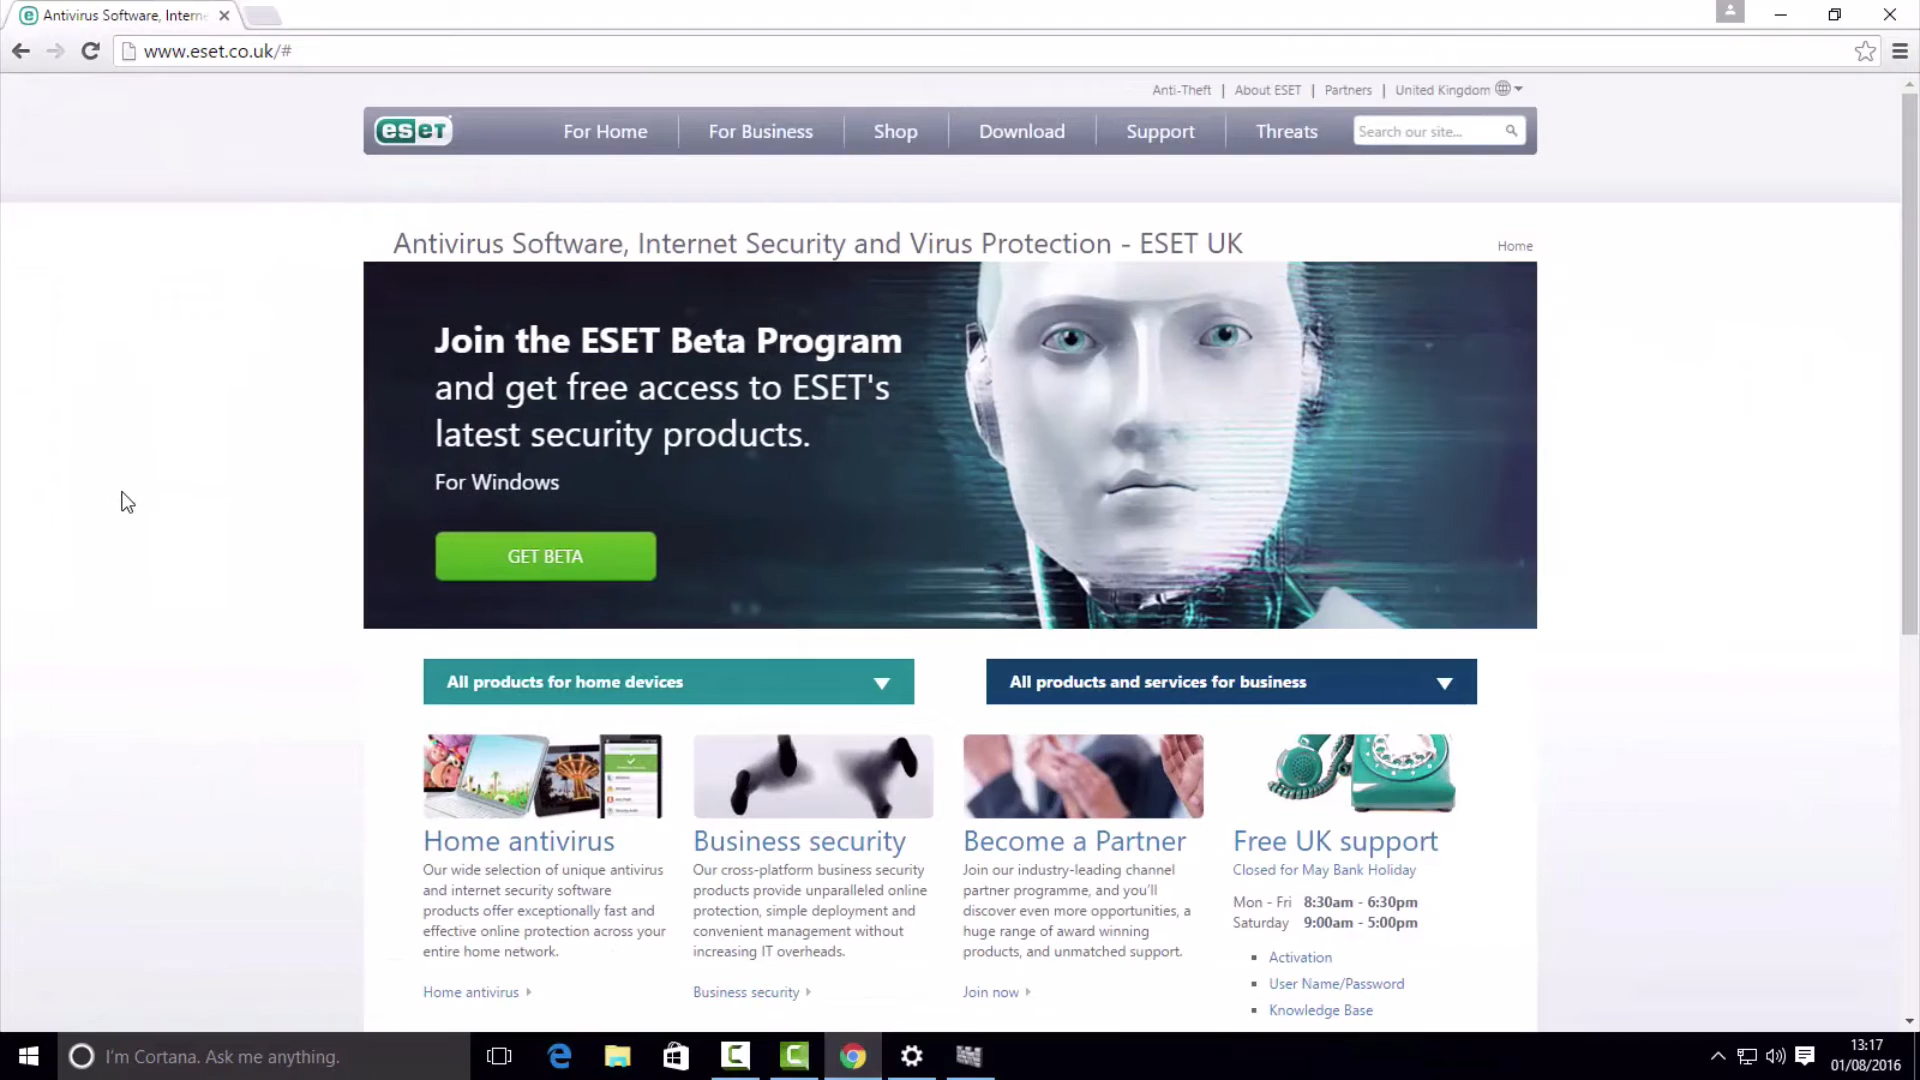 Antivirus Software, Intern
www.eset.co.uk/#
Anti-Theft | About ESET | Partners | United Kingdom
eseT For Home For Business Shop Download Support Threats Search our site...
Antivirus Software, Internet Security and Virus Protection - ESET UK
Home
Join the ESET Beta Program
and get free access to ESET's
latest security products.
For Windows
GET BETA
All products for home devices
All products and services for business
Home antivirus
Our wide selection of unique antivirus
and internet security software
products offer exceptionally fast and
effective online protection across your
entire home network.
Home antivirus
Business security
Our cross-platform business security
products provide unparalleled online
protection, simple deployment and
convenient management without
increasing IT overheads.
Business security
Become a Partner
Join our industry-leading channel
partner programme, and you'll
discover even more opportunities, a
huge range of award winning
products, and unmatched support.
Join now
Free UK support
Closed for May Bank Holiday
Mon - Fri 8:30am - 6:30pm
Saturday 9:00am - 5:00pm
Activation
User Name/Password
Knowledge Base
I'm Cortana. Ask me anything.
13:17
01/08/2016